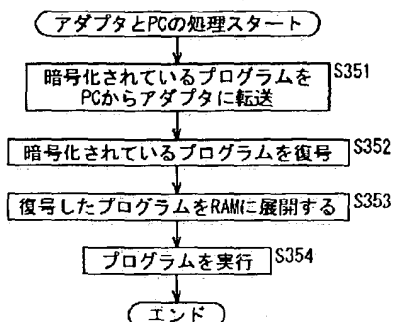 アダプタとPCの処理スタート
暗号化されているプログラムを S351
PCからアダプタに転送
暗号化されているプログラムを復号 S352
復号したプログラムをRAMに展開する S353
プログラムを実行 S354
エンド